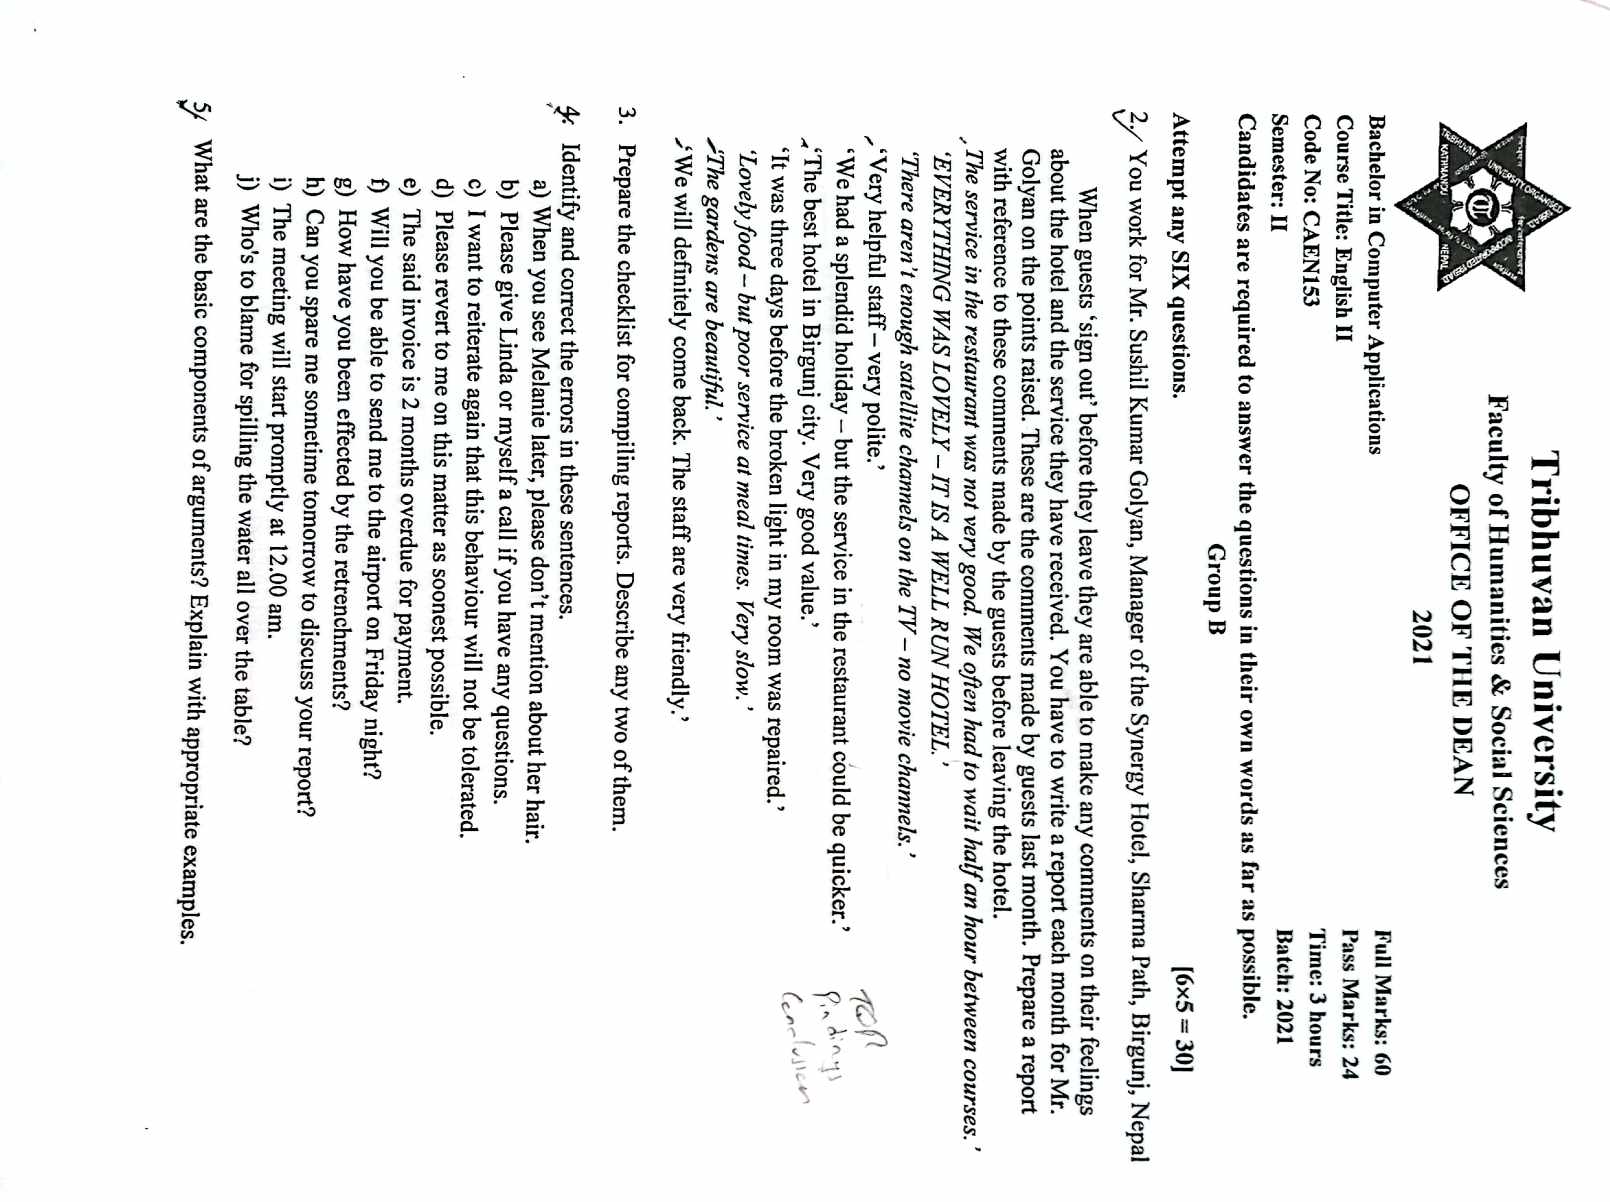 Tribhuvan University
Faculty of Humanities & Social Sciences
OFFICE OF THE DEAN
2021
KATHMANDU NEPAL
Bachelor in Computer Applications
Full Marks: 60
Course Title: English II
Pass Marks: 24
Code No: CAEN153
Time: 3 hours
Semester: II
Batch: 2021
Candidates are required to answer the questions in their own words as far as possible.
Group B
Attempt any SIX questions. [6×5 = 30]
2. You work for Mr. Sushil Kumar Golyan, Manager of the Synergy Hotel, Sharma Path, Birgunj, Nepal
When guests ‘sign out’ before they leave they are able to make any comments on their feelings
about the hotel and the service they have received. You have to write a report each month for Mr.
Golyan on the points raised. These are the comments made by guests last month. Prepare a report
with reference to these comments made by the guests before leaving the hotel.
The service in the restaurant was not very good. We often had to wait half an hour between courses.’
‘EVERYTHING WAS LOVELY – IT IS A WELL RUN HOTEL.’
‘There aren’t enough satellite channels on the TV – no movie channels.’
‘Very helpful staff – very polite.’
‘We had a splendid holiday – but the service in the restaurant could be quicker.’
‘The best hotel in Birgunj city. Very good value.’
‘It was three days before the broken light in my room was repaired.’
‘Lovely food – but poor service at meal times. Very slow.’
‘The gardens are beautiful.’
‘We will definitely come back. The staff are very friendly.’
TOR
Findings
Conclusion
3. Prepare the checklist for compiling reports. Describe any two of them.
4. Identify and correct the errors in these sentences.
a) When you see Melanie later, please don’t mention about her hair.
b) Please give Linda or myself a call if you have any questions.
c) I want to reiterate again that this behaviour will not be tolerated.
d) Please revert to me on this matter as soonest possible.
e) The said invoice is 2 months overdue for payment.
f) Will you be able to send me to the airport on Friday night?
g) How have you been effected by the retrenchments?
h) Can you spare me sometime tomorrow to discuss your report?
i) The meeting will start promptly at 12.00 am.
j) Who's to blame for spilling the water all over the table?
5. What are the basic components of arguments? Explain with appropriate examples.